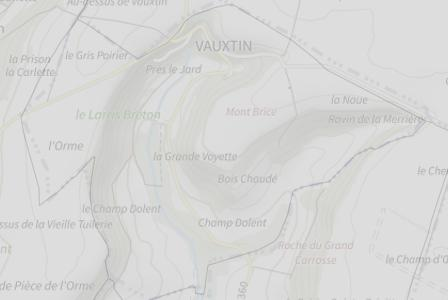 Au-dessus de Vauxtin
VAUXTIN
le Gris Poirier
la Prison
la Carlette
Pres le Jard
le Larris Breton
Mont Brice
la Noue
Ravin de la Merrière
l'Orme
la Grande Voyette
Bois Chaudé
le Champ Dolent
Champ Dolent
ssus de la Vieille Tuilerie
Roche du Grand
Carrosse
le Che
le Champ d'O
de Pièce de l'Orme
360